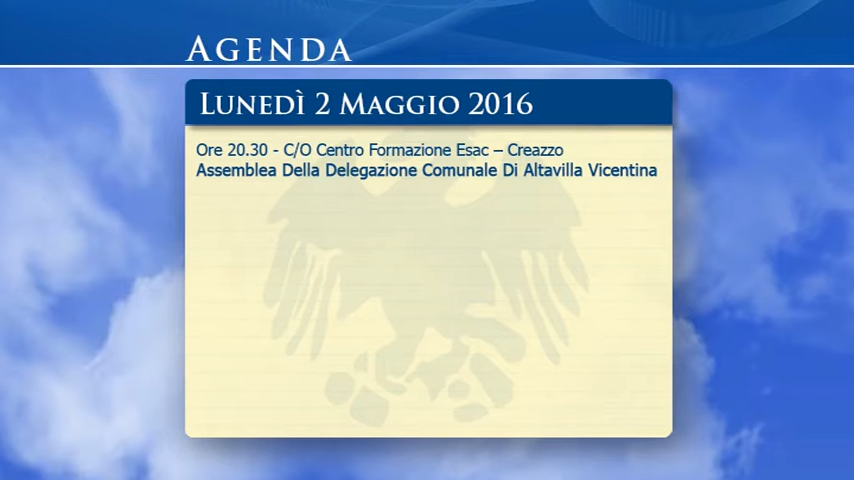 AGENDA
LUNEDÌ 2 MAGGIO 2016
Ore 20.30 - C/O Centro Formazione Esac – Creazzo
Assemblea Della Delegazione Comunale Di Altavilla Vicentina